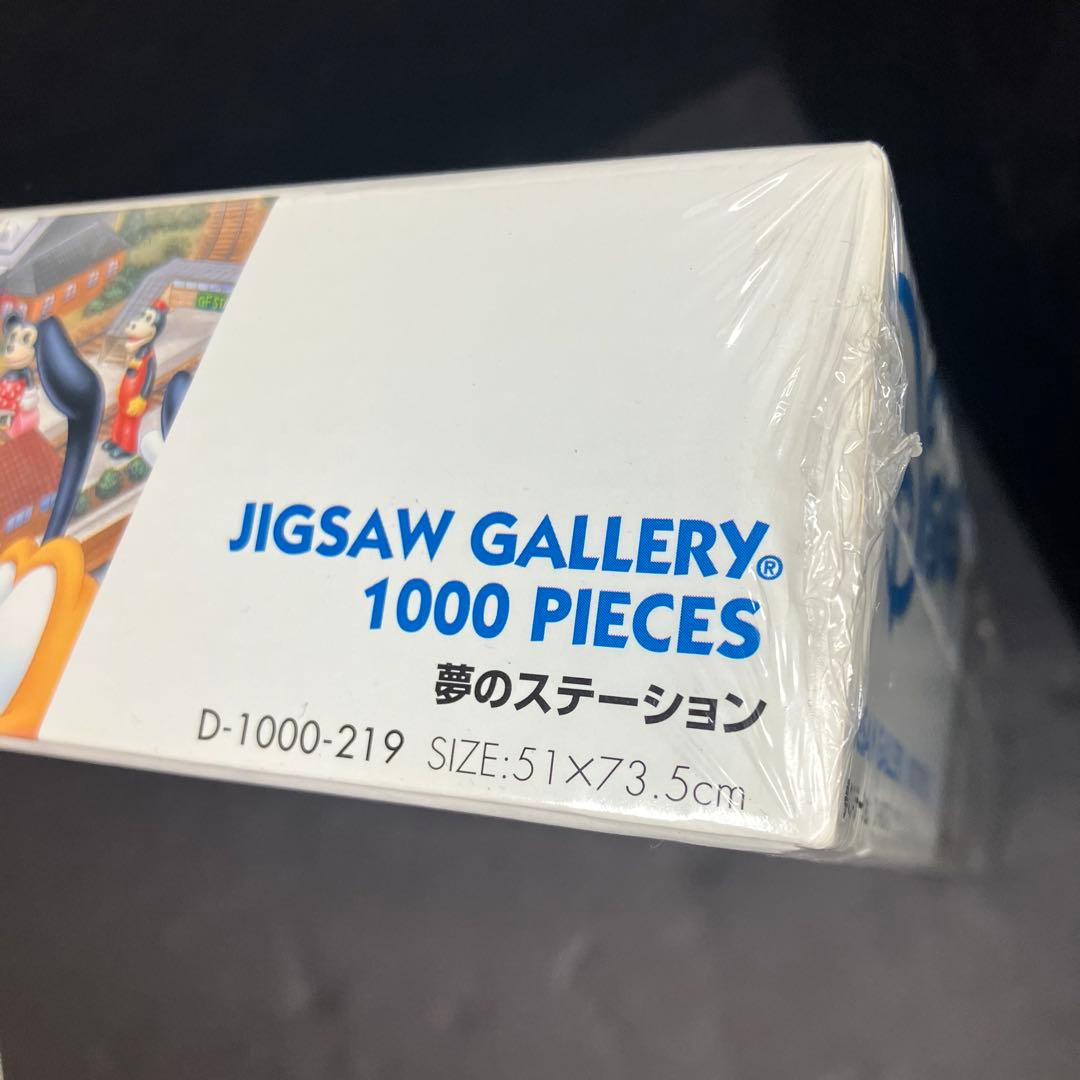 JIGSAW GALLERY®
1000 PIECES
夢のステーション
D-1000-219 SIZE:51×73.5cm